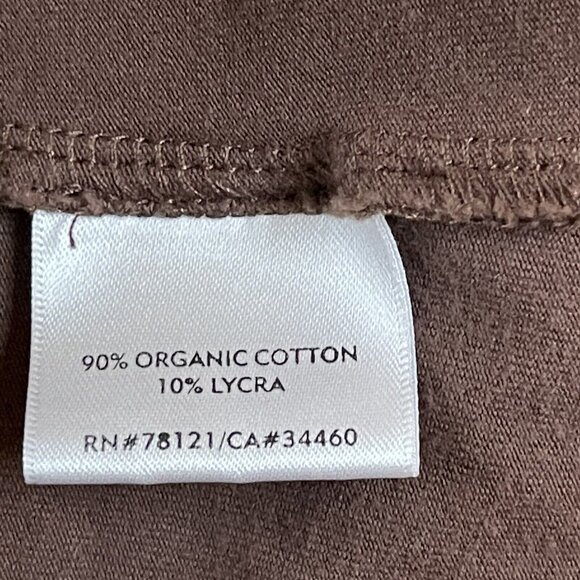 90% ORGANIC COTTON
10% LYCRA
RN#78121/CA#34460